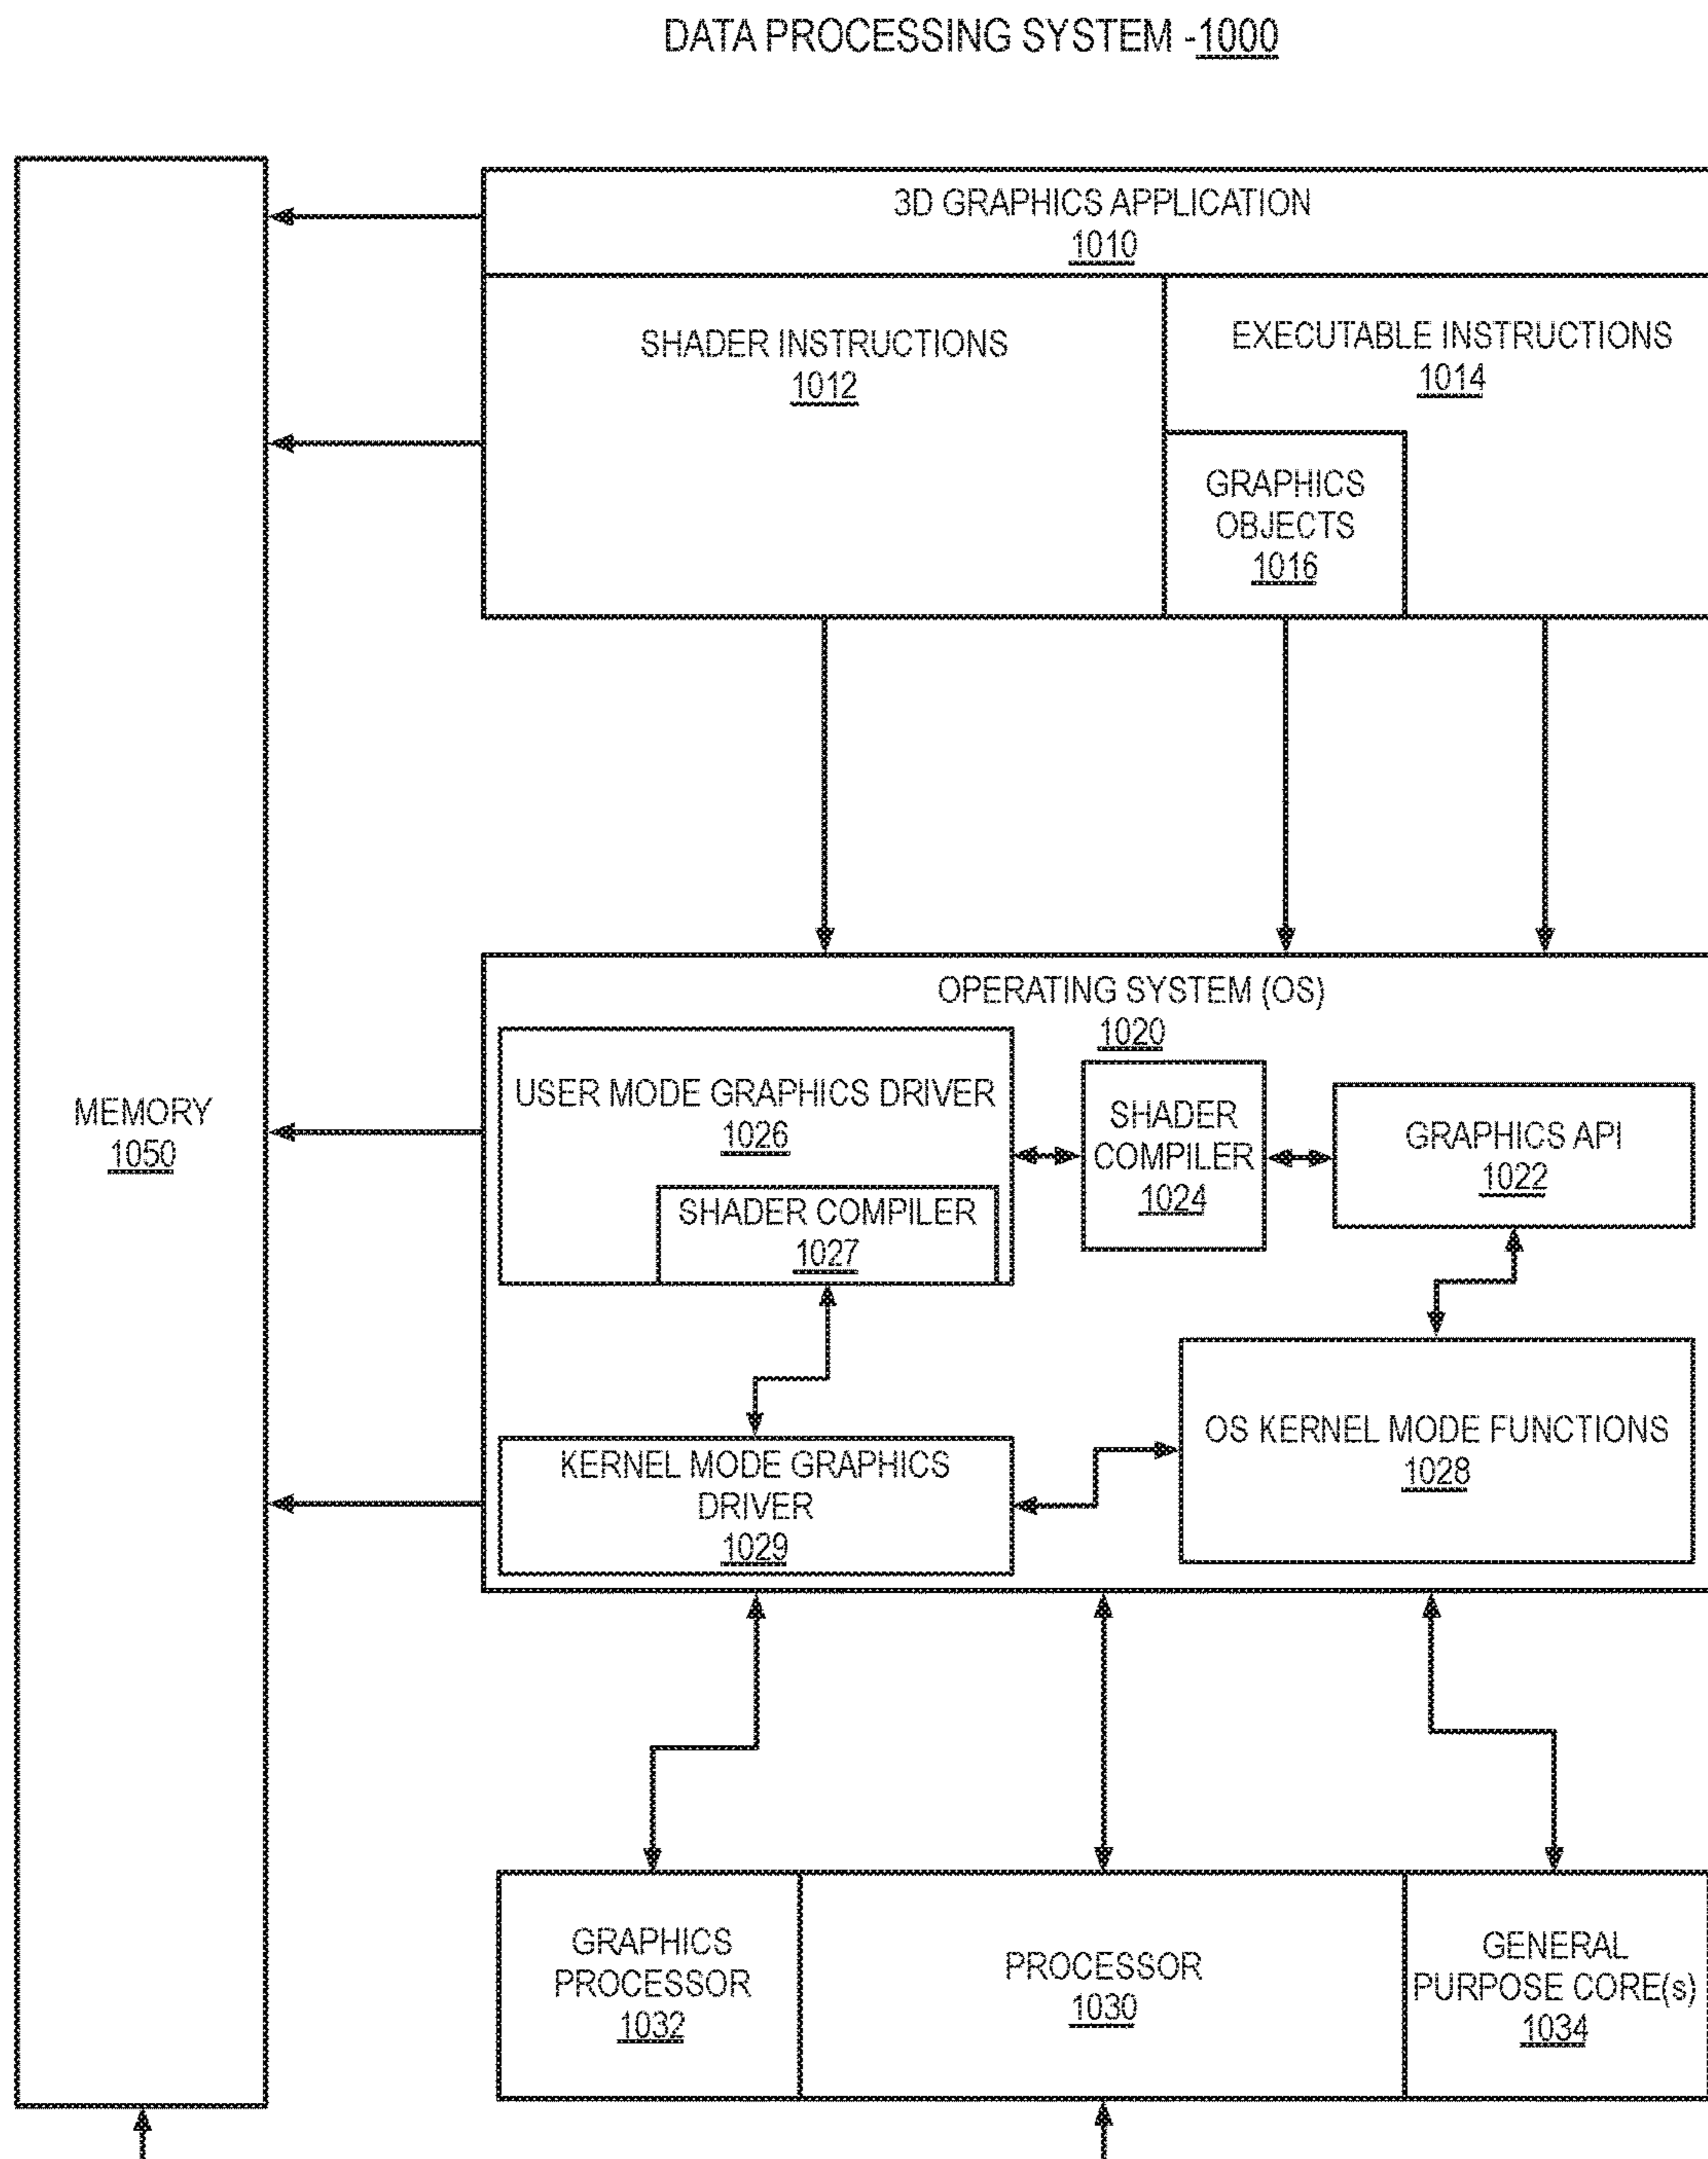 DATA PROCESSING SYSTEM -1000
3D GRAPHICS APPLICATION
1010
SHADER INSTRUCTIONS
1012
EXECUTABLE INSTRUCTIONS
1014
GRAPHICS
OBJECTS
1016
OPERATING SYSTEM (OS)
1020
USER MODE GRAPHICS DRIVER
1026
SHADER COMPILER
1027
SHADER
COMPILER
1024
GRAPHICS API
1022
MEMORY
1050
KERNEL MODE GRAPHICS
DRIVER
1029
OS KERNEL MODE FUNCTIONS
1028
GRAPHICS
PROCESSOR
1032
PROCESSOR
1030
GENERAL
PURPOSE CORE(s)
1034